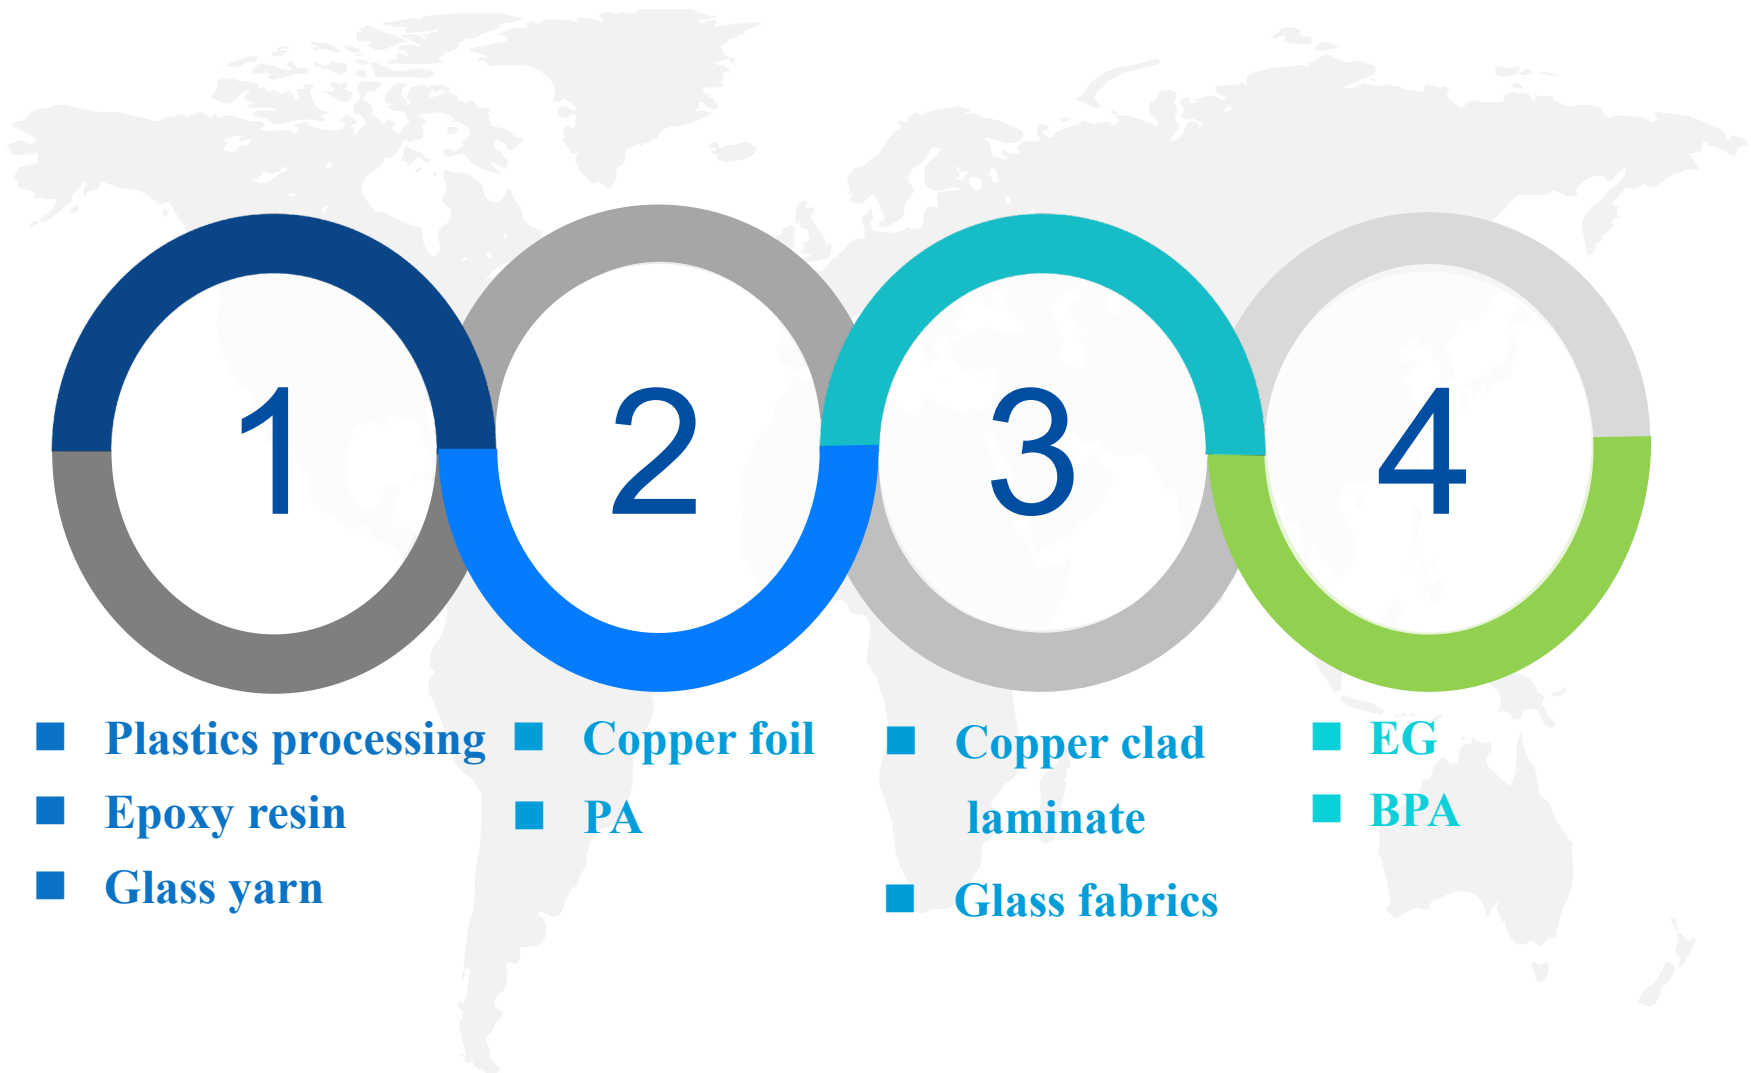 1
2
3
4
Plastics processing
Epoxy resin
Glass yarn
Copper foil
PA
Copper clad
laminate
Glass fabrics
EG
BPA